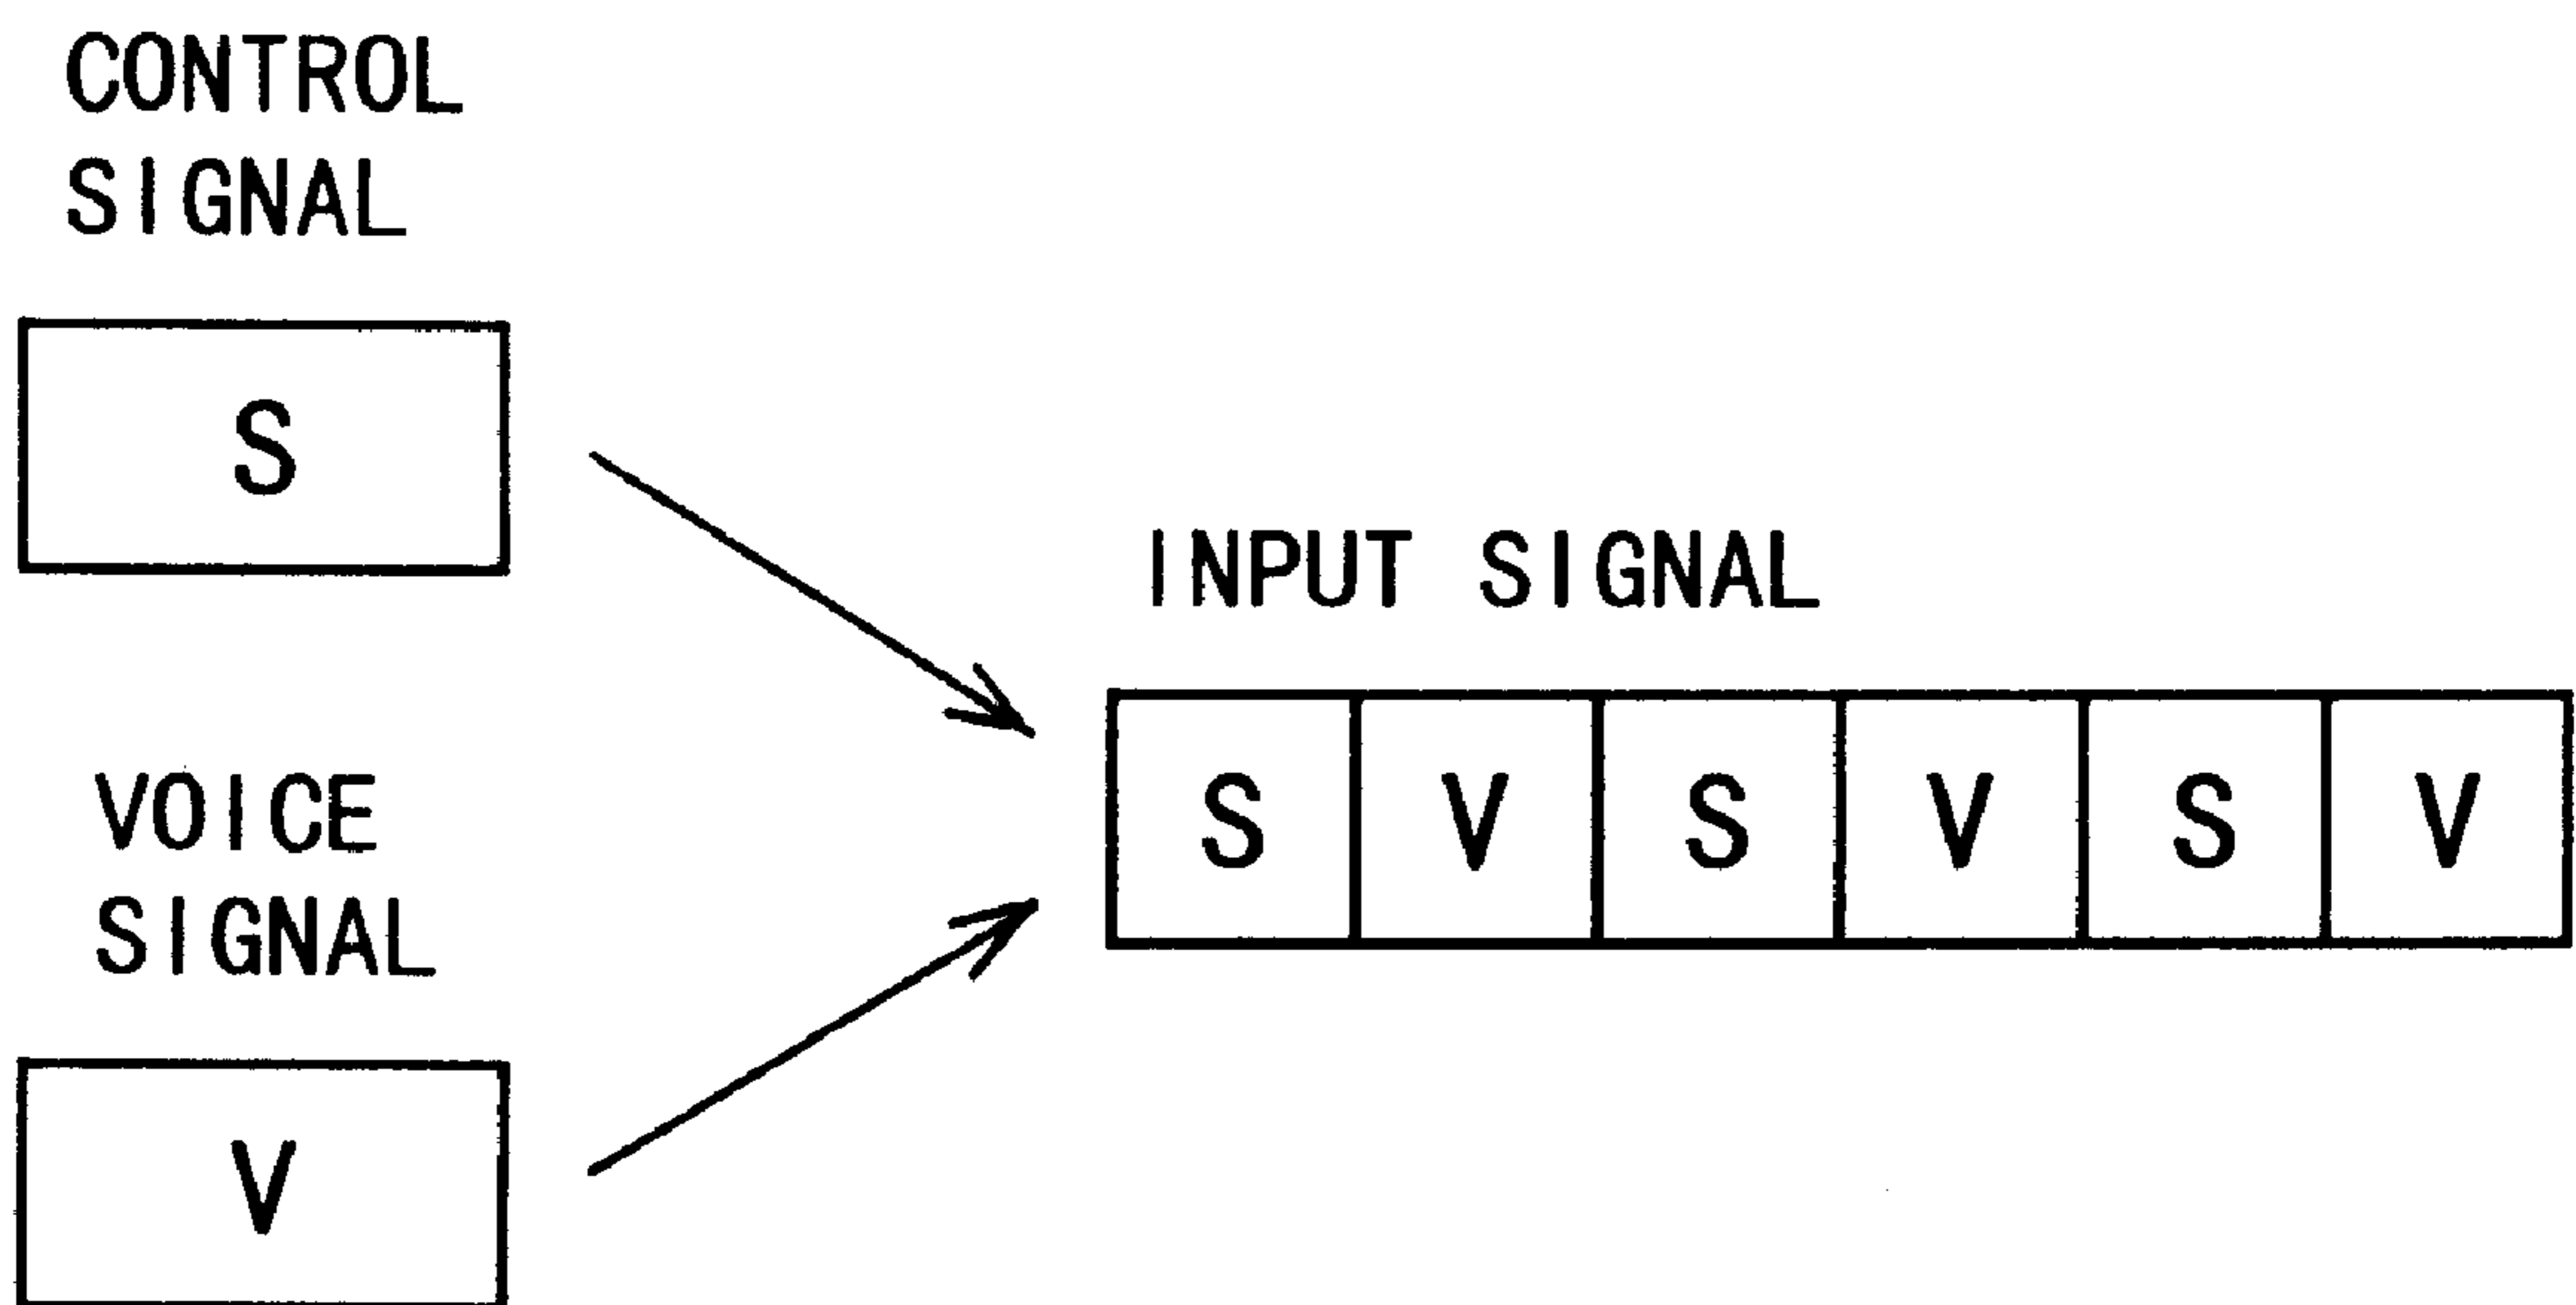 CONTROL
SIGNAL
S
VOICE
SIGNAL
V
INPUT SIGNAL
S V S V S V